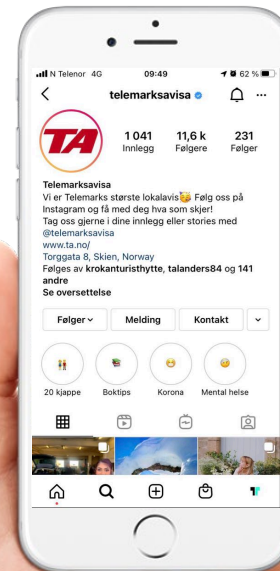 N Telenor 4G 09:49 62 %
telemarksavisa
TA
1 041 11,6 k 231
Innlegg Følgere Følger
Telemarksavisa
Vi er Telemarks største lokalavis🥳 Følg oss på
Instagram og få med deg hva som skjer!
Tag oss gjerne i dine innlegg eller stories med
@telemarksavisa
www.ta.no/
Torggata 8, Skien, Norway
Følges av krokanturisthytte, talanders84 og 141
andre
Se oversettelse
Følger Melding Kontakt
20 kjappe Boktips Korona Mental helse